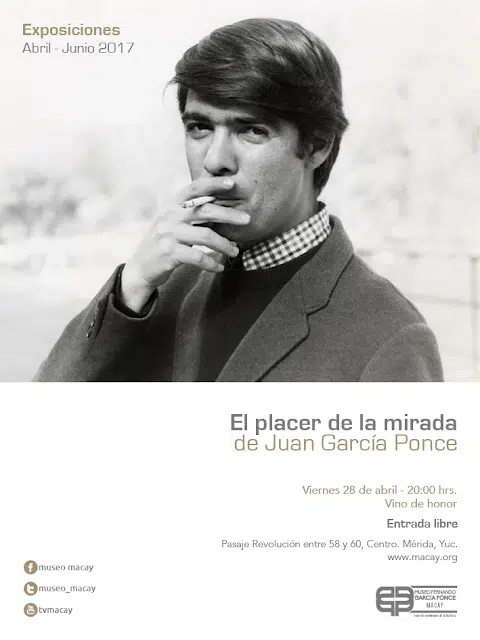 Exposiciones
Abril - Junio 2017
El placer de la mirada
de Juan García Ponce
Viernes 28 de abril - 20:00 hrs.
Vino de honor
Entrada libre
Pasaje Revolución entre 58 y 60, Centro. Mérida, Yuc.
www.macay.org
museo macay
museo_macay
tvmacay
MUSEO FERNANDO
GARCÍA PONCE
MACAY